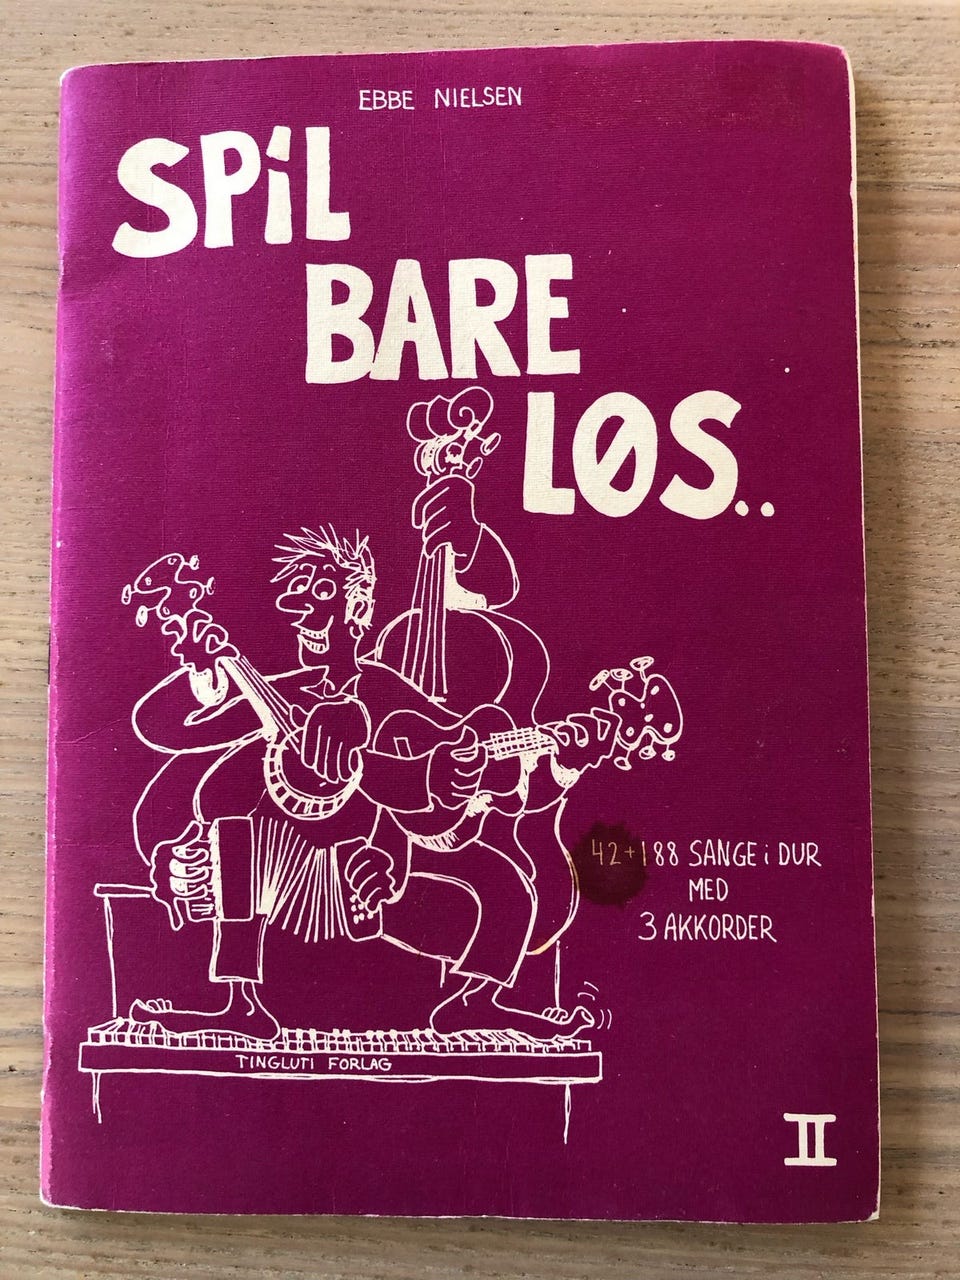 EBBE NIELSEN
SPiL
BARE
LØS..
42+188 SANGE i DUR
MED
3 AKKORDER
TINGLUTI FORLAG
II